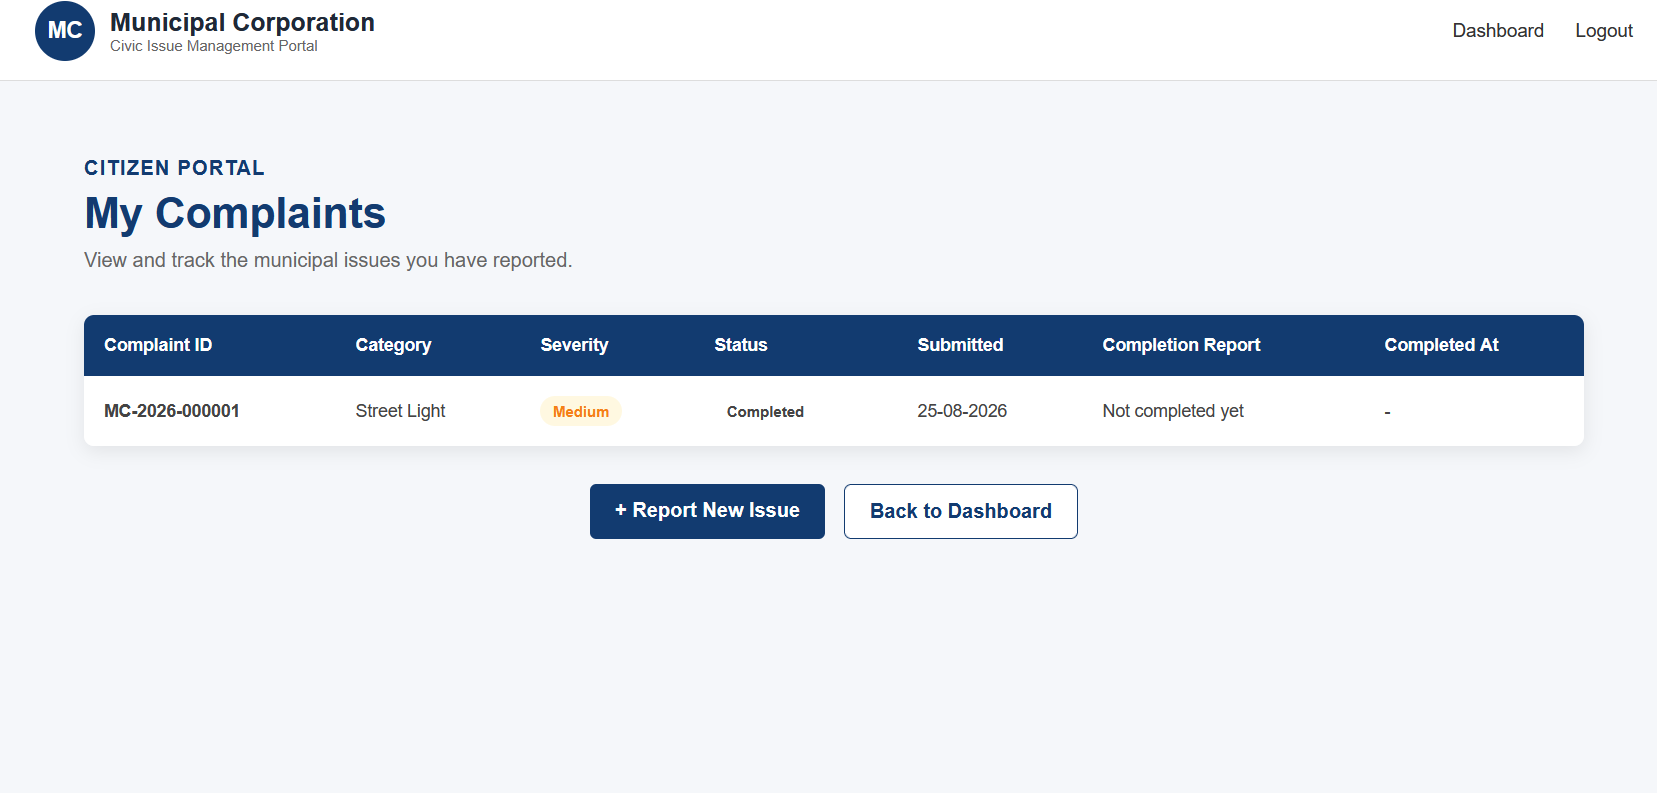 MC
Municipal Corporation
Civic Issue Management Portal
Dashboard Logout
CITIZEN PORTAL
My Complaints
View and track the municipal issues you have reported.
Complaint ID Category Severity Status Submitted Completion Report Completed At
MC-2026-000001 Street Light Medium Completed 25-08-2026 Not completed yet -
+ Report New Issue Back to Dashboard